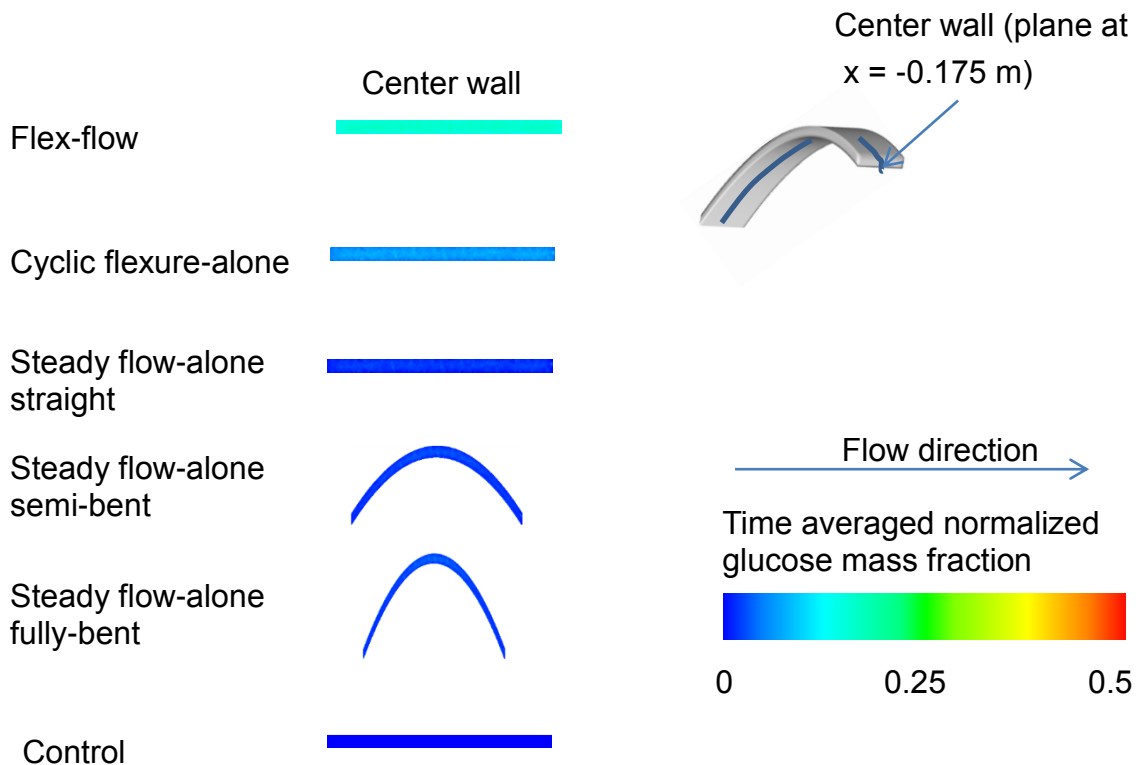 Center wall (plane at
x = -0.175 m)
Center wall
Flex-flow
Cyclic flexure-alone
Steady flow-alone
straight
Steady flow-alone
semi-bent
Steady flow-alone
fully-bent
Control
Flow direction
Time averaged normalized
glucose mass fraction
0 0.25 0.5